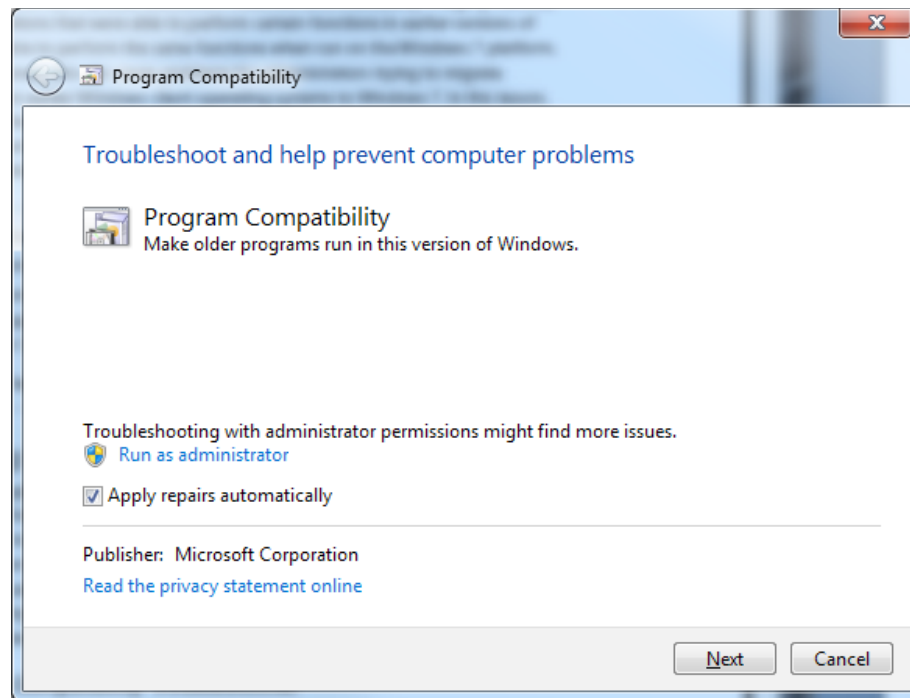 Program Compatibility
Troubleshoot and help prevent computer problems
Program Compatibility
Make older programs run in this version of Windows.
Troubleshooting with administrator permissions might find more issues.
Run as administrator
Apply repairs automatically
Publisher: Microsoft Corporation
Read the privacy statement online
Next
Cancel